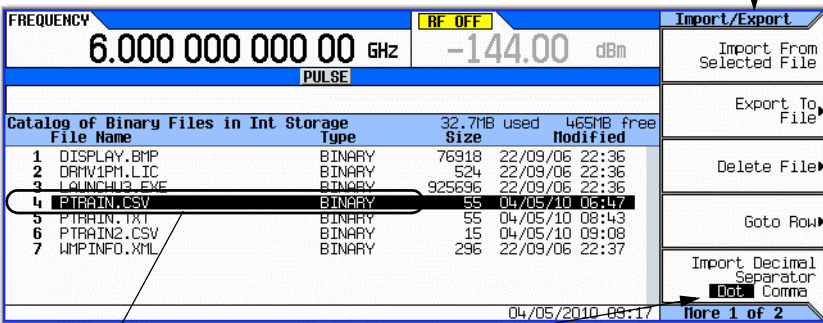 FREQUENCY RF OFF Import/Export
6.000 000 000 00 GHz -144.00 dBm
Import From
Selected File
PULSE
Export To
File
Catalog of Binary Files in Int Storage 32.7MB used 465MB free
File Name Type Size Modified
1 DISPLAY.BMP BINARY 76918 22/09/06 22:36
2 DRMV1PM.LIC BINARY 524 22/09/06 22:36
3 LAUNCHU3.EXE BINARY 925696 22/09/06 22:36
4 PTRAIN.CSV BINARY 55 04/05/10 06:47
5 PTRAIN.TXT BINARY 55 04/05/10 08:43
6 PTRAIN2.CSV BINARY 15 04/05/10 09:08
7 WMPINFO.XML BINARY 296 22/09/06 22:37
Delete File
Goto Row
Import Decimal
Separator
Dot Comma
04/05/2010 09:17 More 1 of 2